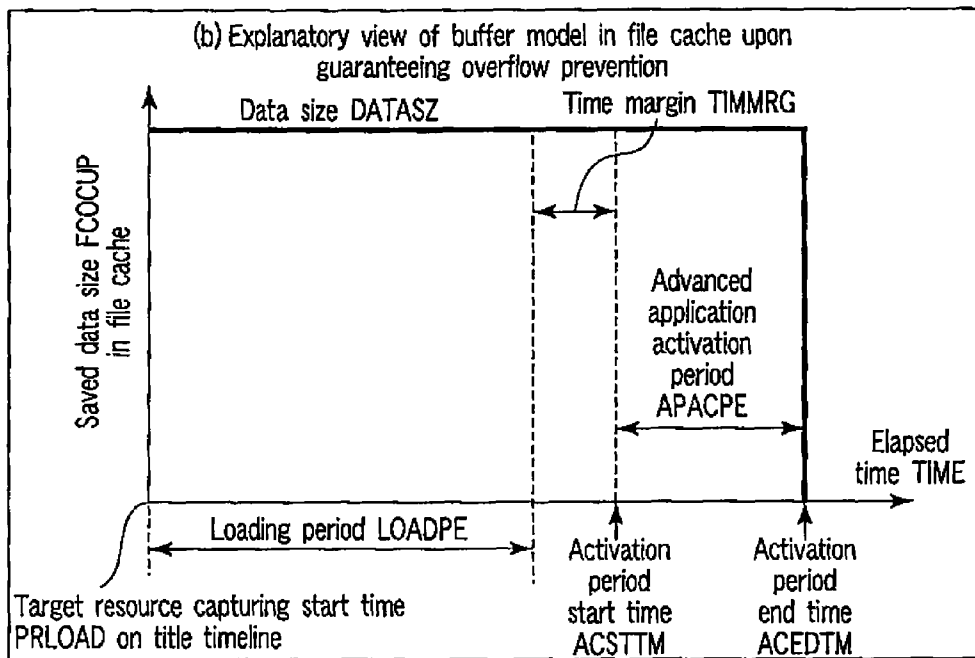 (b) Explanatory view of buffer model in file cache upon
guaranteeing overflow prevention
Data size DATASZ
Time margin TIMMRG
Saved data size FCOCUP
in file cache
Advanced
application
activation
period
APACPE
Elapsed
time TIME
Loading period LOADPE
Target resource capturing start time
PRLOAD on title timeline
Activation
period
start time
ACSTTM
Activation
period
end time
ACEDTM